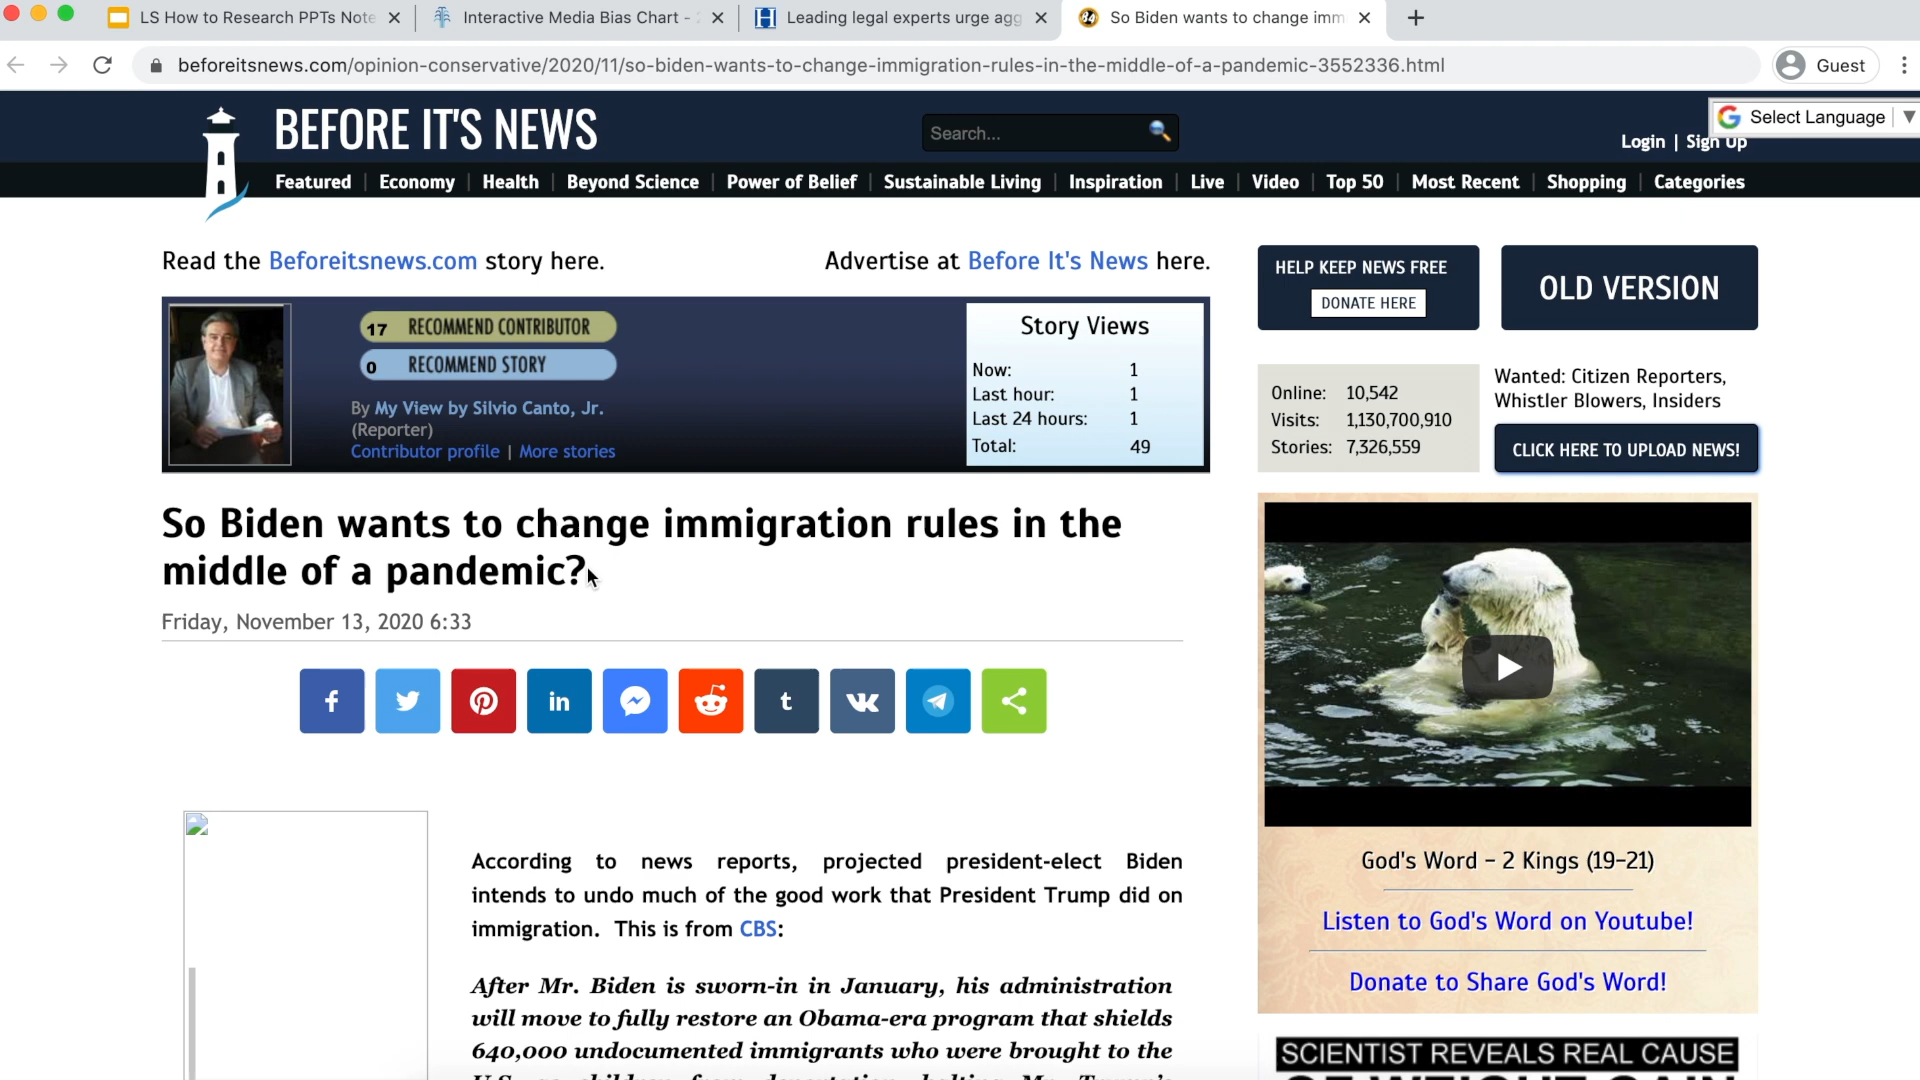 LS How to Research PPTs Note
Interactive Media Bias Chart -
Leading legal experts urge agg
So Biden wants to change imm
beforeitsnews.com/opinion-conservative/2020/11/so-biden-wants-to-change-immigration-rules-in-the-middle-of-a-pandemic-3552336.html
Guest
BEFORE IT'S NEWS
Search...
Select Language
Login | Sign Up
Featured | Economy | Health | Beyond Science | Power of Belief | Sustainable Living | Inspiration | Live | Video | Top 50 | Most Recent | Shopping | Categories
Read the Beforeitsnews.com story here.
Advertise at Before It's News here.
17 RECOMMEND CONTRIBUTOR
0 RECOMMEND STORY
By My View by Silvio Canto, Jr.
(Reporter)
Contributor profile | More stories
Story Views
Now: 1
Last hour: 1
Last 24 hours: 1
Total: 49
HELP KEEP NEWS FREE
DONATE HERE
OLD VERSION
Online: 10,542
Visits: 1,130,700,910
Stories: 7,326,559
Wanted: Citizen Reporters,
Whistler Blowers, Insiders
CLICK HERE TO UPLOAD NEWS!
So Biden wants to change immigration rules in the
middle of a pandemic?
Friday, November 13, 2020 6:33
According to news reports, projected president-elect Biden
intends to undo much of the good work that President Trump did on
immigration. This is from CBS:
After Mr. Biden is sworn-in in January, his administration
will move to fully restore an Obama-era program that shields
640,000 undocumented immigrants who were brought to the
God's Word – 2 Kings (19–21)
Listen to God's Word on Youtube!
Donate to Share God's Word!
SCIENTIST REVEALS REAL CAUSE